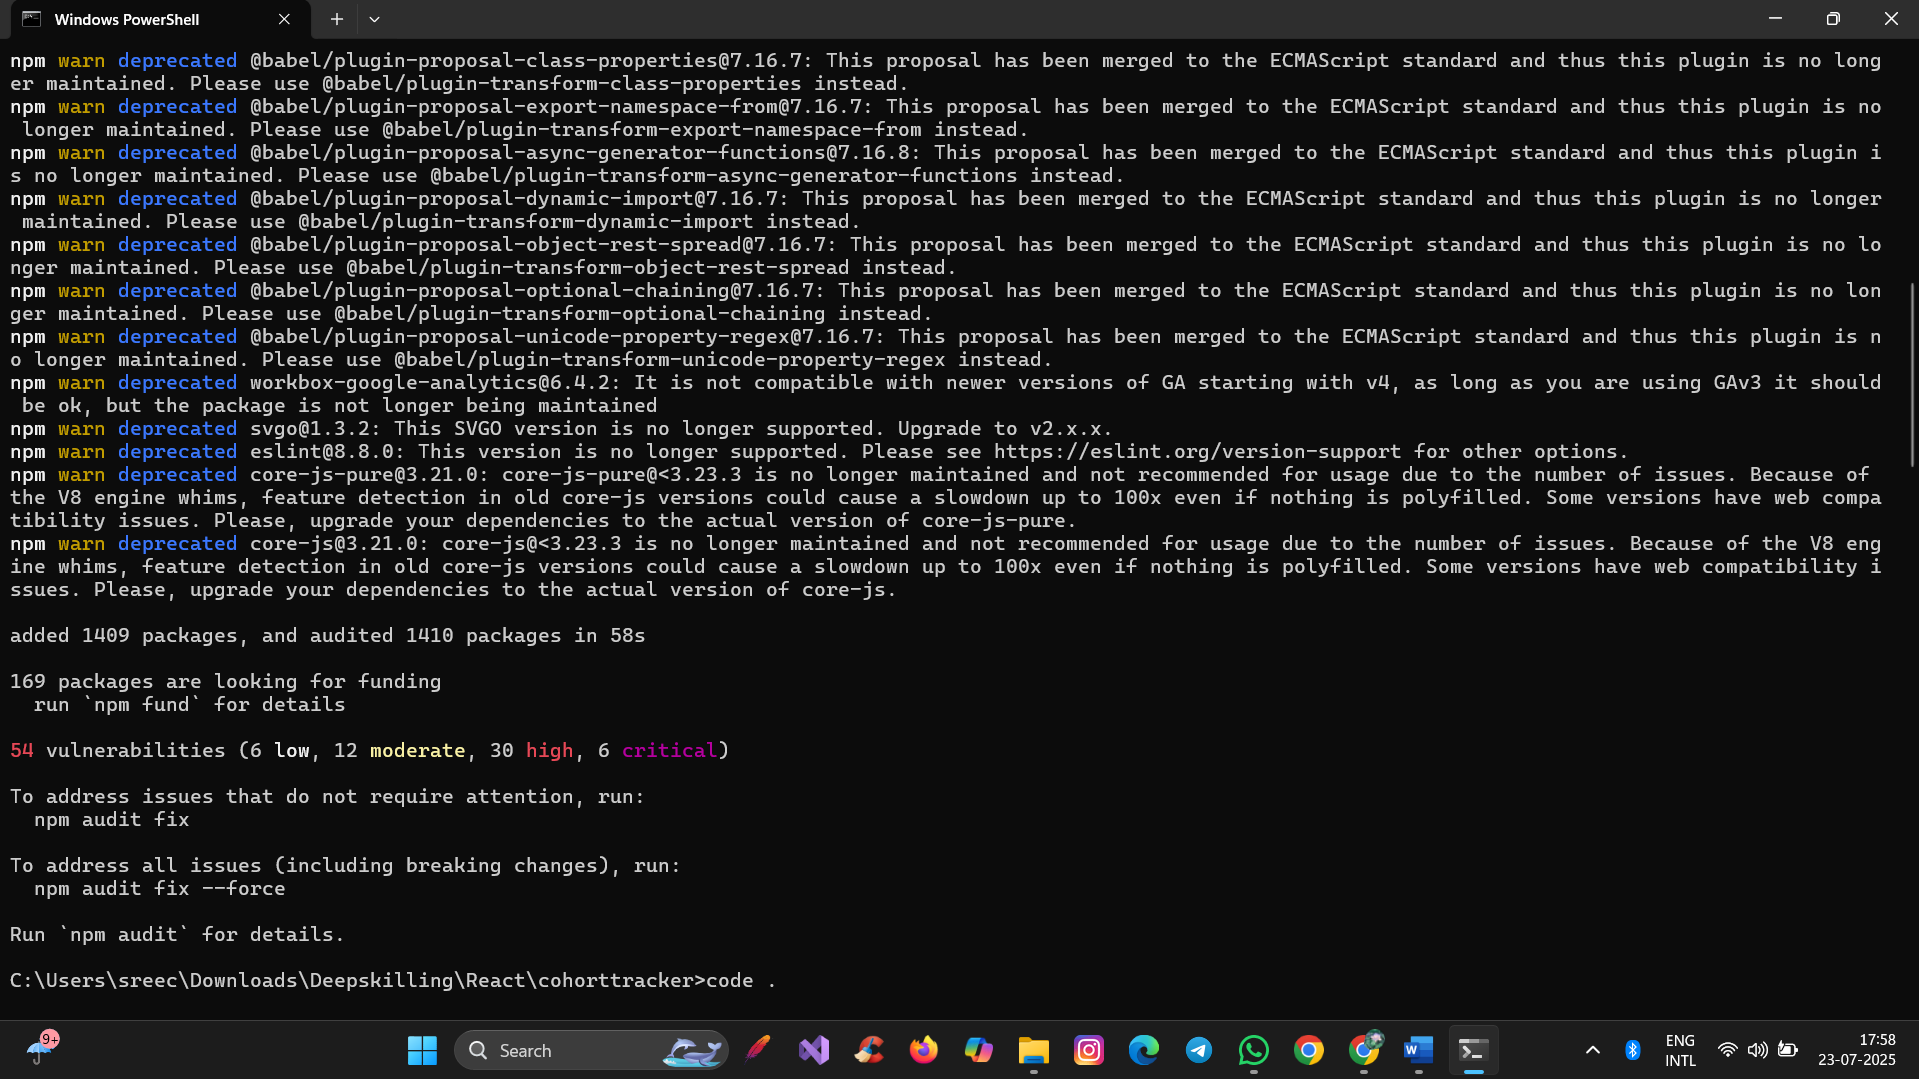 Windows PowerShell
npm warn deprecated @babel/plugin-proposal-class-properties@7.16.7: This proposal has been merged to the ECMAScript standard and thus this plugin is no long
er maintained. Please use @babel/plugin-transform-class-properties instead.
npm warn deprecated @babel/plugin-proposal-export-namespace-from@7.16.7: This proposal has been merged to the ECMAScript standard and thus this plugin is no
 longer maintained. Please use @babel/plugin-transform-export-namespace-from instead.
npm warn deprecated @babel/plugin-proposal-async-generator-functions@7.16.8: This proposal has been merged to the ECMAScript standard and thus this plugin i
s no longer maintained. Please use @babel/plugin-transform-async-generator-functions instead.
npm warn deprecated @babel/plugin-proposal-dynamic-import@7.16.7: This proposal has been merged to the ECMAScript standard and thus this plugin is no longer
 maintained. Please use @babel/plugin-transform-dynamic-import instead.
npm warn deprecated @babel/plugin-proposal-object-rest-spread@7.16.7: This proposal has been merged to the ECMAScript standard and thus this plugin is no lo
nger maintained. Please use @babel/plugin-transform-object-rest-spread instead.
npm warn deprecated @babel/plugin-proposal-optional-chaining@7.16.7: This proposal has been merged to the ECMAScript standard and thus this plugin is no lon
ger maintained. Please use @babel/plugin-transform-optional-chaining instead.
npm warn deprecated @babel/plugin-proposal-unicode-property-regex@7.16.7: This proposal has been merged to the ECMAScript standard and thus this plugin is n
o longer maintained. Please use @babel/plugin-transform-unicode-property-regex instead.
npm warn deprecated workbox-google-analytics@6.4.2: It is not compatible with newer versions of GA starting with v4, as long as you are using GAv3 it should
 be ok, but the package is not longer being maintained
npm warn deprecated svgo@1.3.2: This SVGO version is no longer supported. Upgrade to v2.x.x.
npm warn deprecated eslint@8.8.0: This version is no longer supported. Please see https://eslint.org/version-support for other options.
npm warn deprecated core-js-pure@3.21.0: core-js-pure@<3.23.3 is no longer maintained and not recommended for usage due to the number of issues. Because of
the V8 engine whims, feature detection in old core-js versions could cause a slowdown up to 100x even if nothing is polyfilled. Some versions have web compa
tibility issues. Please, upgrade your dependencies to the actual version of core-js-pure.
npm warn deprecated core-js@3.21.0: core-js@<3.23.3 is no longer maintained and not recommended for usage due to the number of issues. Because of the V8 eng
ine whims, feature detection in old core-js versions could cause a slowdown up to 100x even if nothing is polyfilled. Some versions have web compatibility i
ssues. Please, upgrade your dependencies to the actual version of core-js.
added 1409 packages, and audited 1410 packages in 58s
169 packages are looking for funding
  run `npm fund` for details
54 vulnerabilities (6 low, 12 moderate, 30 high, 6 critical)
To address issues that do not require attention, run:
  npm audit fix
To address all issues (including breaking changes), run:
  npm audit fix --force
Run `npm audit` for details.
C:\Users\sreec\Downloads\Deepskilling\React\cohorttracker>code .
9+
Search
W
ENG
INTL
17:58
23-07-2025